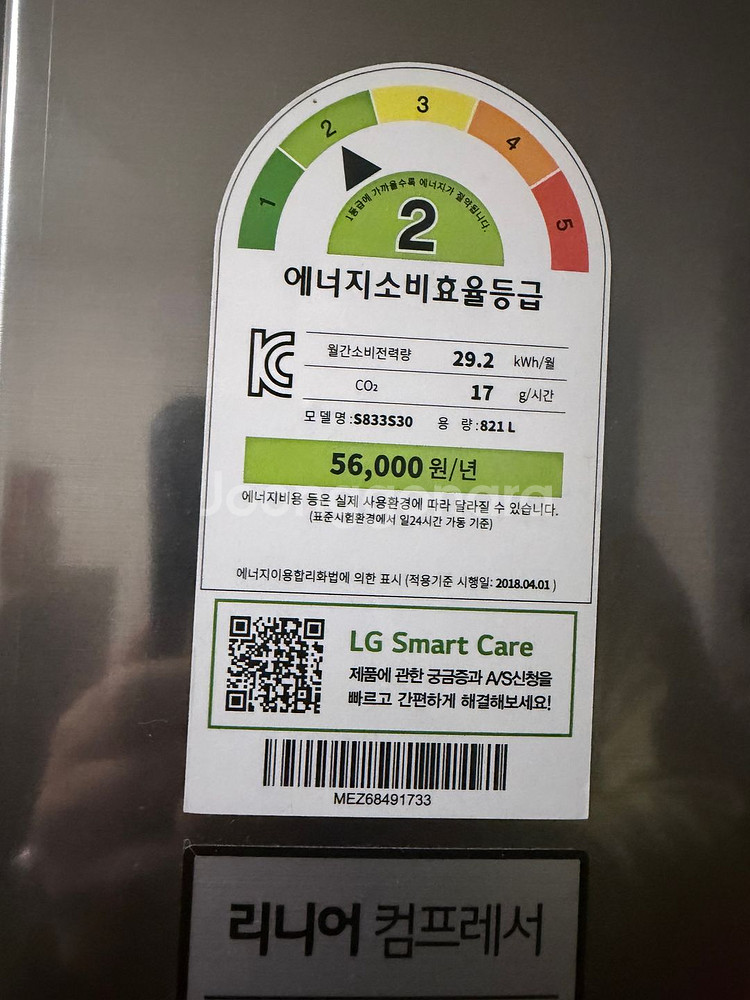 1
2
3
4
5
1등급에 가까울수록 에너지가 절약됩니다.
2
에너지소비효율등급
월간소비전력량 29.2 kWh/월
CO₂ 17 g/시간
모델명:S833S30 용 량:821 L
56,000원/년
Joonggonara
에너지비용 등은 실제 사용환경에 따라 달라질 수 있습니다.
(표준시험환경에서 일24시간 가동 기준)
에너지이용합리화법에 의한 표시 (적용기준 시행일: 2018.04.01 )
LG Smart Care
제품에 관한 궁금증과 A/S신청을
빠르고 간편하게 해결해보세요!
MEZ68491733
리니어 컴프레서